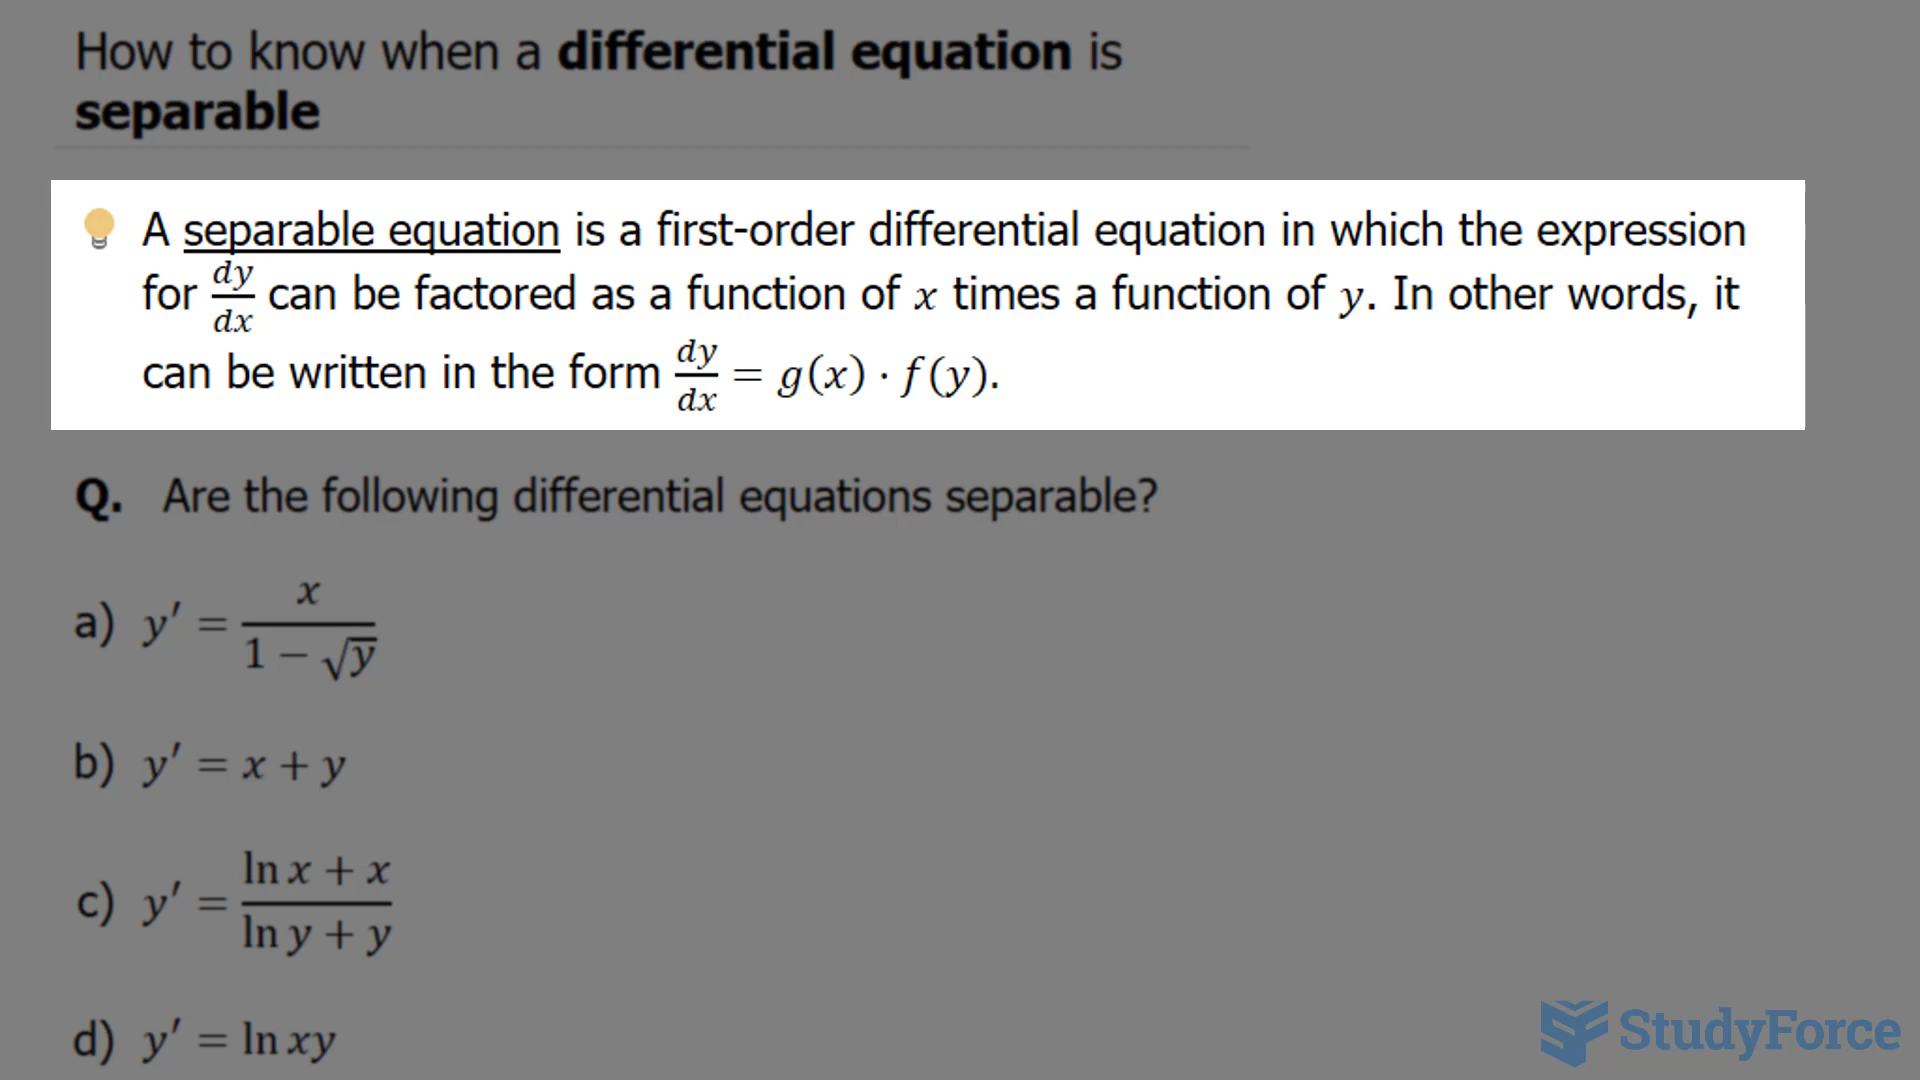 How to know when a differential equation is
separable
A separable equation is a first-order differential equation in which the expression
for dy/dx can be factored as a function of x times a function of y. In other words, it
can be written in the form dy/dx = g(x) · f(y).
Q. Are the following differential equations separable?
a) y′ = x / (1 − √y)
b) y′ = x + y
c) y′ = (ln x + x) / (ln y + y)
d) y′ = ln xy
StudyForce